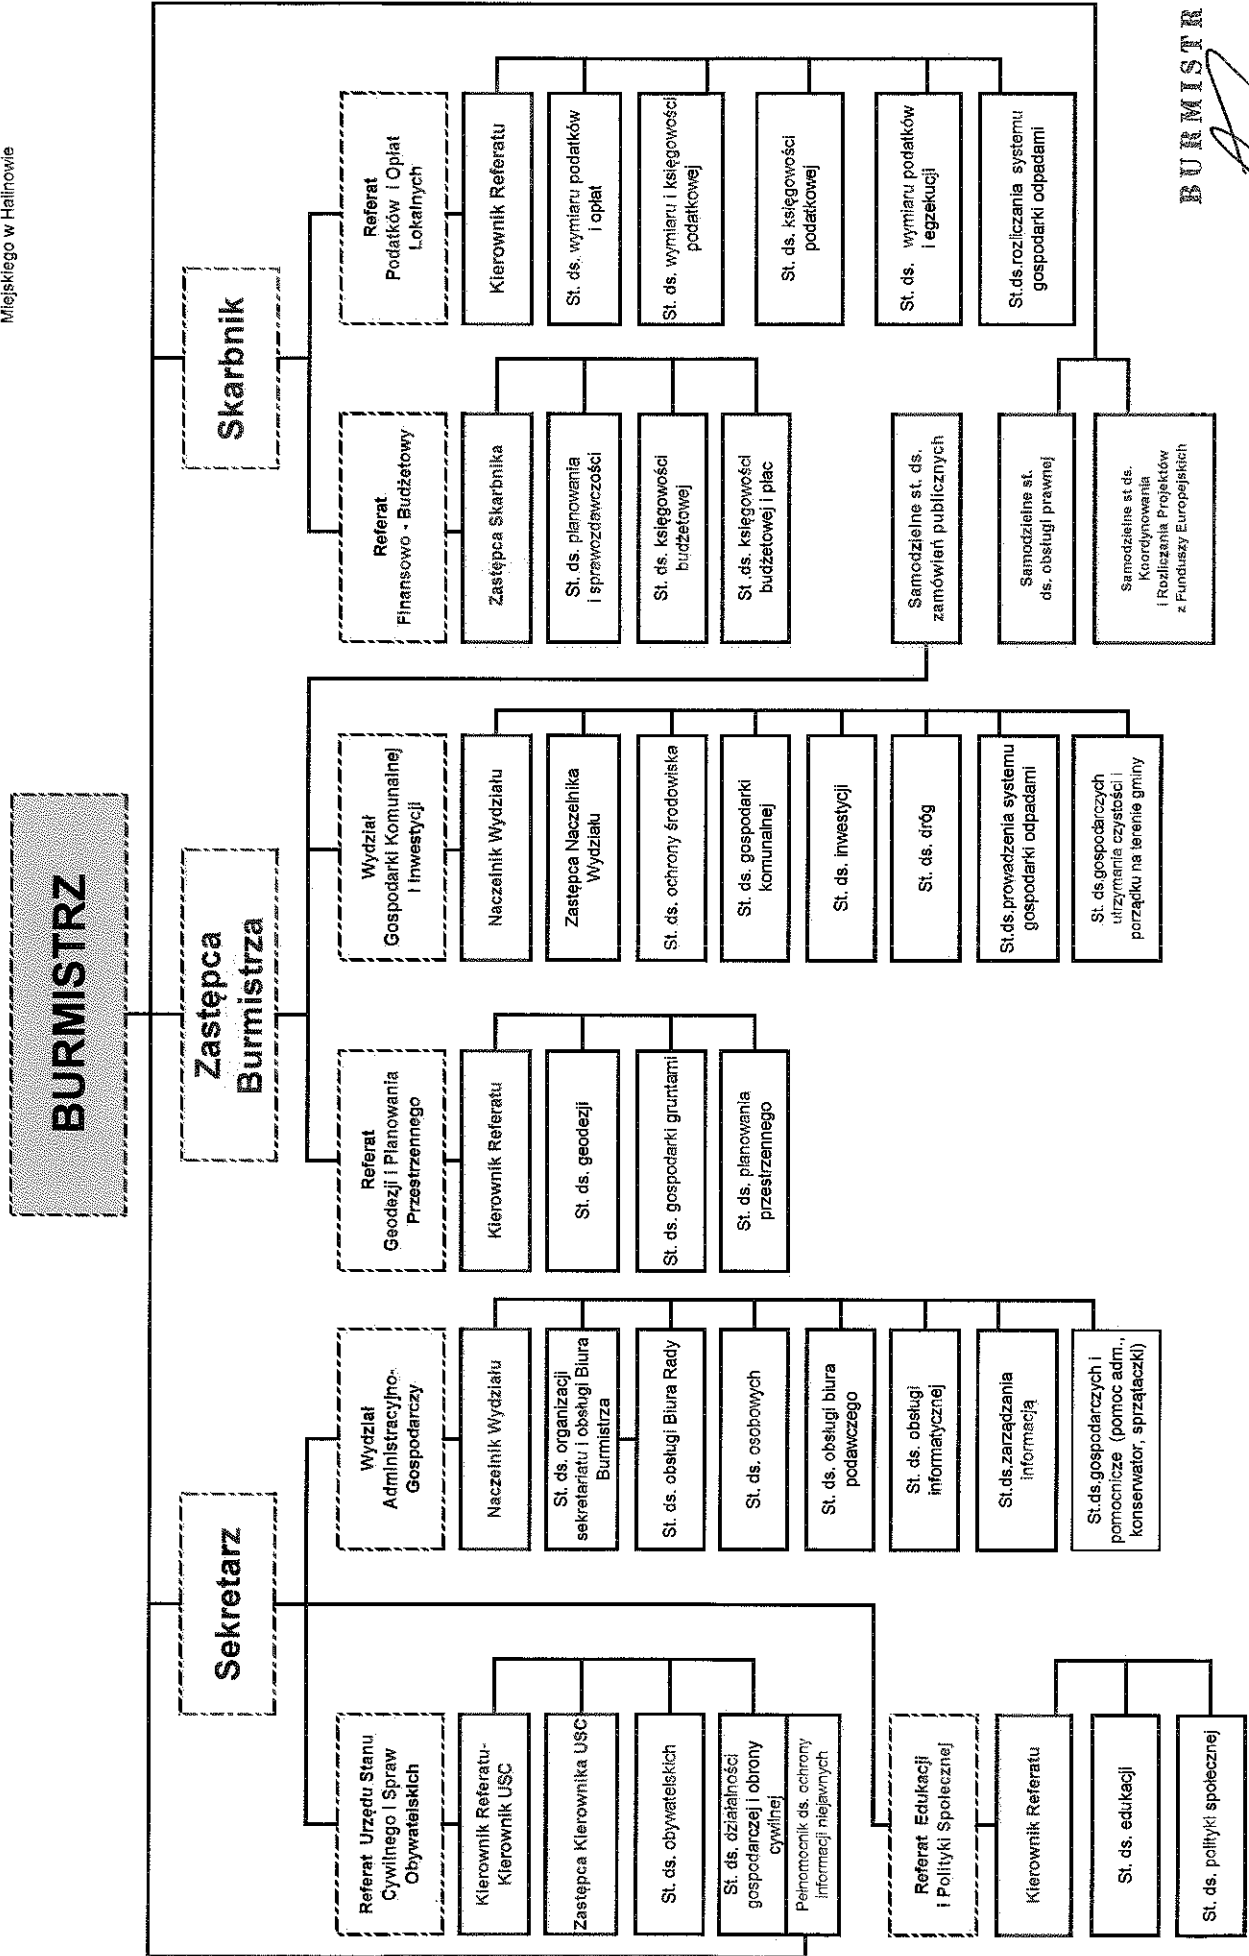 Miejskiego w Halinowie
BURMISTRZ
Sekretarz
Zastępca
Burmistrza
Skarbnik
Referat Urzędu Stanu
Cywilnego i Spraw
Obywatelskich
Kierownik Referatu-
Kierownik USC
Zastępca Kierownika USC
St. ds. obywatelskich
St. ds. działalności
gospodarczej i obrony
cywilnej
Pełnomocnik ds. ochrony
informacji niejawnych
Referat Edukacji
i Polityki Społecznej
Kierownik Referatu
St. ds. edukacji
St. ds. polityki społecznej
Wydział
Administracyjno-
Gospodarczy
Naczelnik Wydziału
St. ds. organizacji
sekretariatu i obsługi Biura
Burmistrza
St. ds. obsługi Biura Rady
St. ds. osobowych
St. ds. obsługi biura
podawczego
St. ds. obsługi
informatycznej
St.ds.zarządzania
informacją
St.ds.gospodarczych i
pomocnicze (pomoc adm.,
konserwator, sprzątaczki)
Referat
Geodezji i Planowania
Przestrzennego
Kierownik Referatu
St. ds. geodezji
St. ds. gospodarki gruntami
St. ds. planowania
przestrzennego
Wydział
Gospodarki Komunalnej
i Inwestycji
Naczelnik Wydziału
Zastępca Naczelnika
Wydziału
St. ds. ochrony środowiska
St. ds. gospodarki
komunalnej
St. ds. inwestycji
St. ds. dróg
St.ds.prowadzenia systemu
gospodarki odpadami
St. ds.gospodarczych
utrzymania czystości i
porządku na terenie gminy
Referat
Finansowo - Budżetowy
Zastępca Skarbnika
St. ds. planowania
i sprawozdawczości
St. ds. księgowości
budżetowej
St .ds. księgowości
budżetowej i płac
Samodzielne st. ds.
zamówień publicznych
Samodzielne st.
ds. obsługi prawnej
Samodzielne st ds.
Koordynowania
i Rozliczania Projektów
z Funduszy Europejskich
Referat
Podatków i Opłat
Lokalnych
Kierownik Referatu
St. ds. wymiaru podatków
i opłat
St. ds. wymiaru i księgowości
podatkowej
St. ds. księgowości
podatkowej
St. ds. wymiaru podatków
i egzekucji
St.ds.rozliczania systemu
gospodarki odpadami
BURMISTR